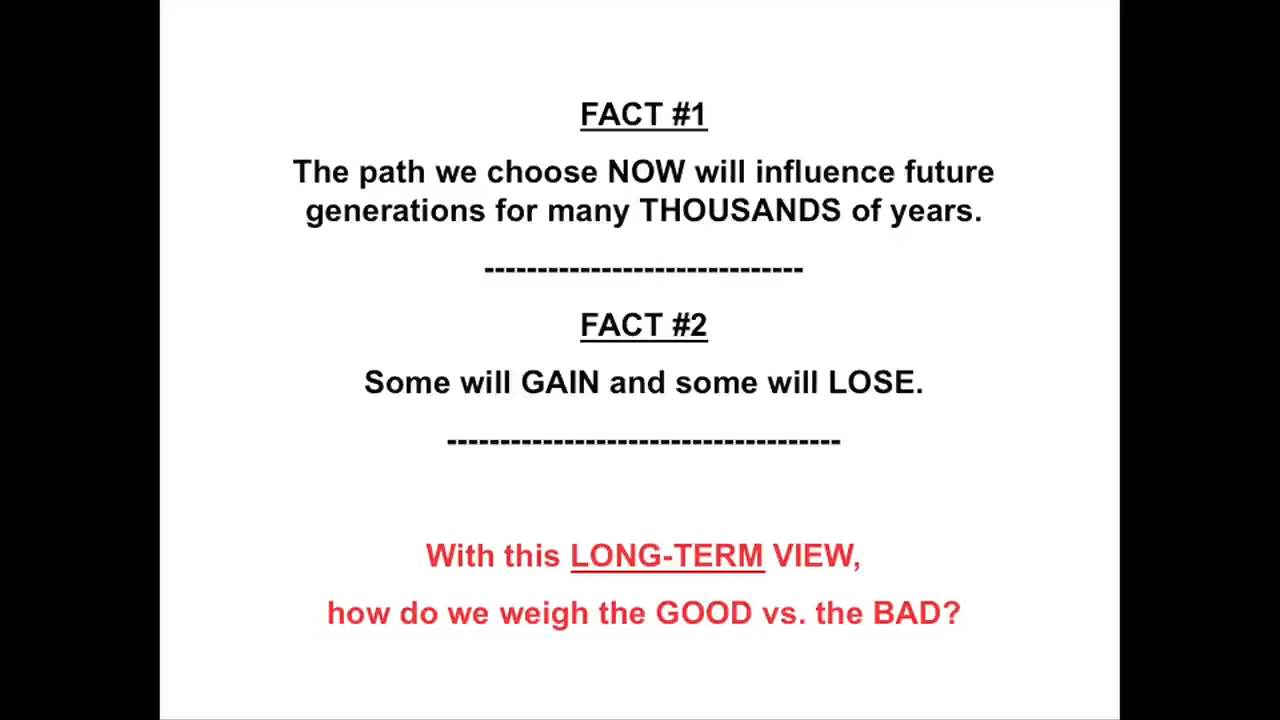 FACT #1
The path we choose NOW will influence future
generations for many THOUSANDS of years.
------------------------------
FACT #2
Some will GAIN and some will LOSE.
-------------------------------------
With this LONG-TERM VIEW,
how do we weigh the GOOD vs. the BAD?